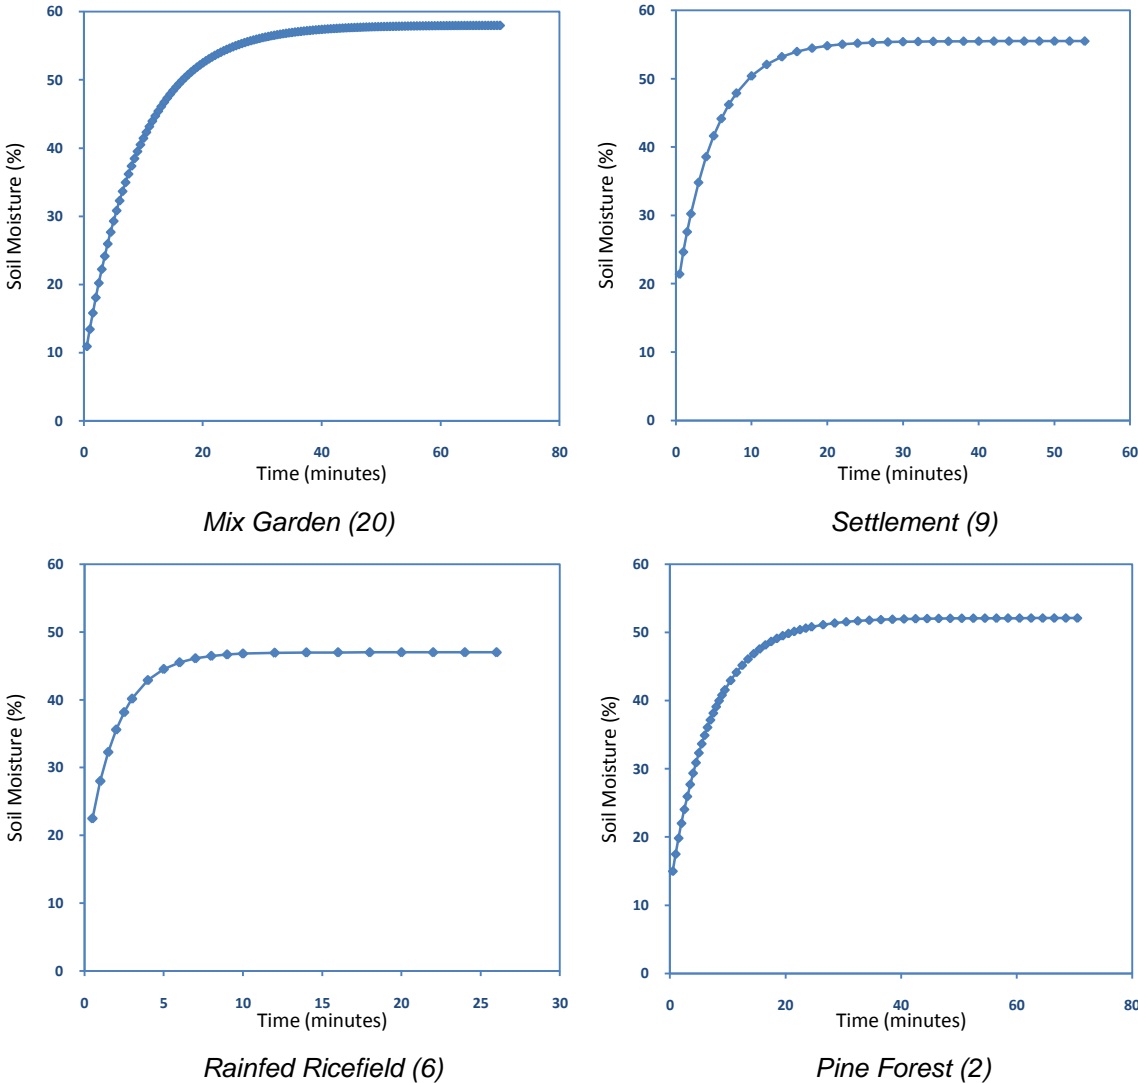 60
50
40
30
20
10
0
Soil Moisture (%)
0 20 40 60 80
Time (minutes)
Mix Garden (20)
60
50
40
30
20
10
0
Soil Moisture (%)
0 10 20 30 40 50 60
Time (minutes)
Settlement (9)
60
50
40
30
20
10
0
Soil Moisture (%)
0 5 10 15 20 25 30
Time (minutes)
Rainfed Ricefield (6)
60
50
40
30
20
10
0
Soil Moisture (%)
0 20 40 60 80
Time (minutes)
Pine Forest (2)